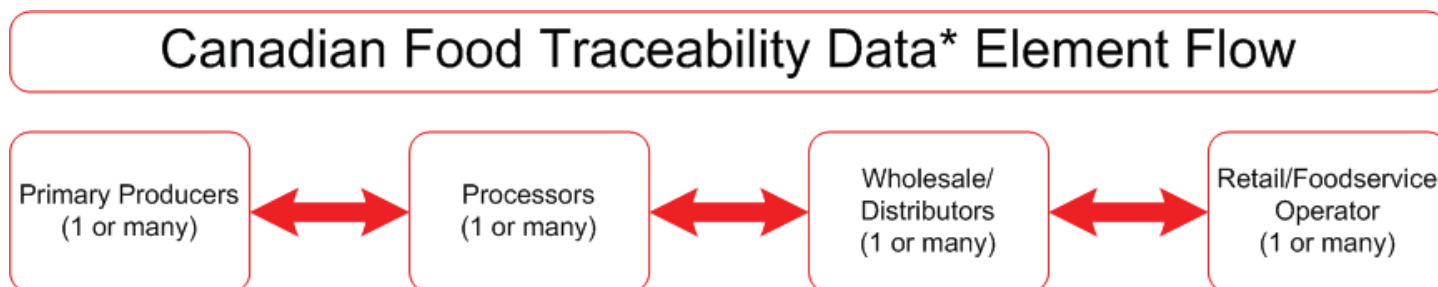 Canadian Food Traceability Data* Element Flow
Primary Producers
(1 or many)
Processors
(1 or many)
Wholesale/
Distributors
(1 or many)
Retail/Foodservice
Operator
(1 or many)